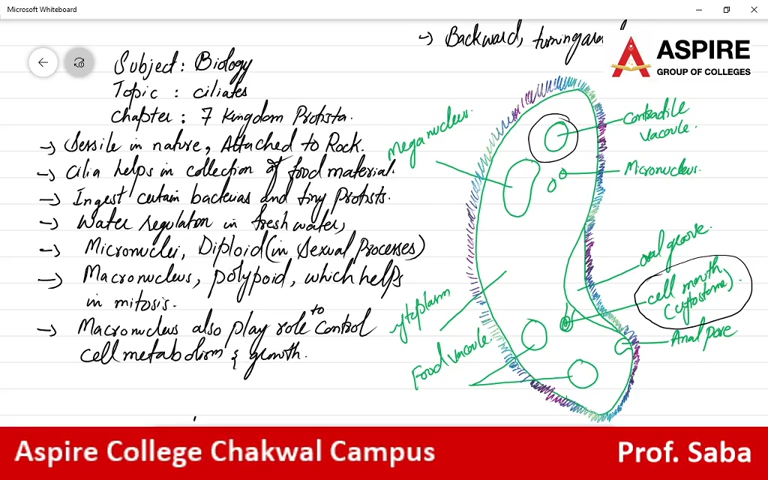 Microsoft Whiteboard
→ Backward, turning
ASPIRE
GROUP OF COLLEGES
Subject: Biology
Topic : ciliates
Chapter : 7 Kingdom Protista.
→ Sessile in nature, Attached to Rock.
→ Cilia helps in collection of food material.
→ Ingest certain bacterias and tiny Protists.
→ Water regulation in fresh water,
→ Micronuclei, Diploid (in Sexual Processes)
→ Macronucleus, polypoid, which helps
in mitosis.
→ Macronucleus also play role to control
cell metabolism & growth.
Meganucleus.
Contractile
vacuole.
Micronucleus.
oral groove.
cell mouth
(cytostome).
Anal pore
cytoplasm
Food vacuole
Aspire College Chakwal Campus
Prof. Saba